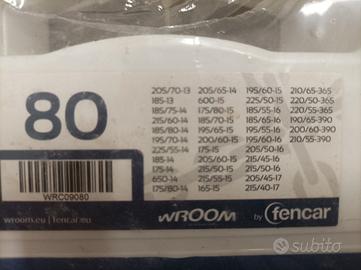 80
WRC09080
wroom.eu | fencar.eu
205/70-13 205/65-14 195/60-15 210/65-365
185-13 600-15 225/50-15 220/50-365
185/75-14 175/80-15 185/55-16 220/55-365
215/60-14 185/70-15 185/65-16 190/65-390
185/80-14 195/65-15 195/55-16 200/60-390
195/70-14 200/60-15 195/60-16 210/55-390
225/55-14 175-15 205/50-16
185-14 205/60-15 215/45-16
175-14 215/50-15 215/50-16
650-14 215/55-15 205/45-17
175/80-14 165-15 215/40-17
WROOM by fencar
subito